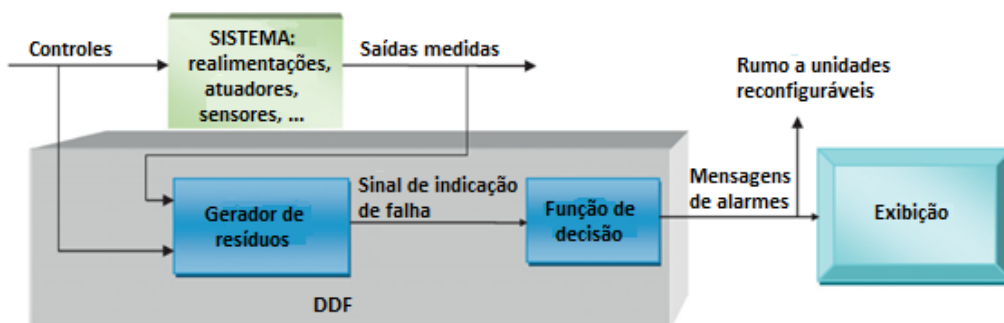 Controles
SISTEMA:
realimentações,
atuadores,
sensores, ...
Saídas medidas
Rumo a unidades
reconfiguráveis
Gerador de
resíduos
Sinal de indicação
de falha
Função de
decisão
Mensagens
de alarmes
Exibição
DDF